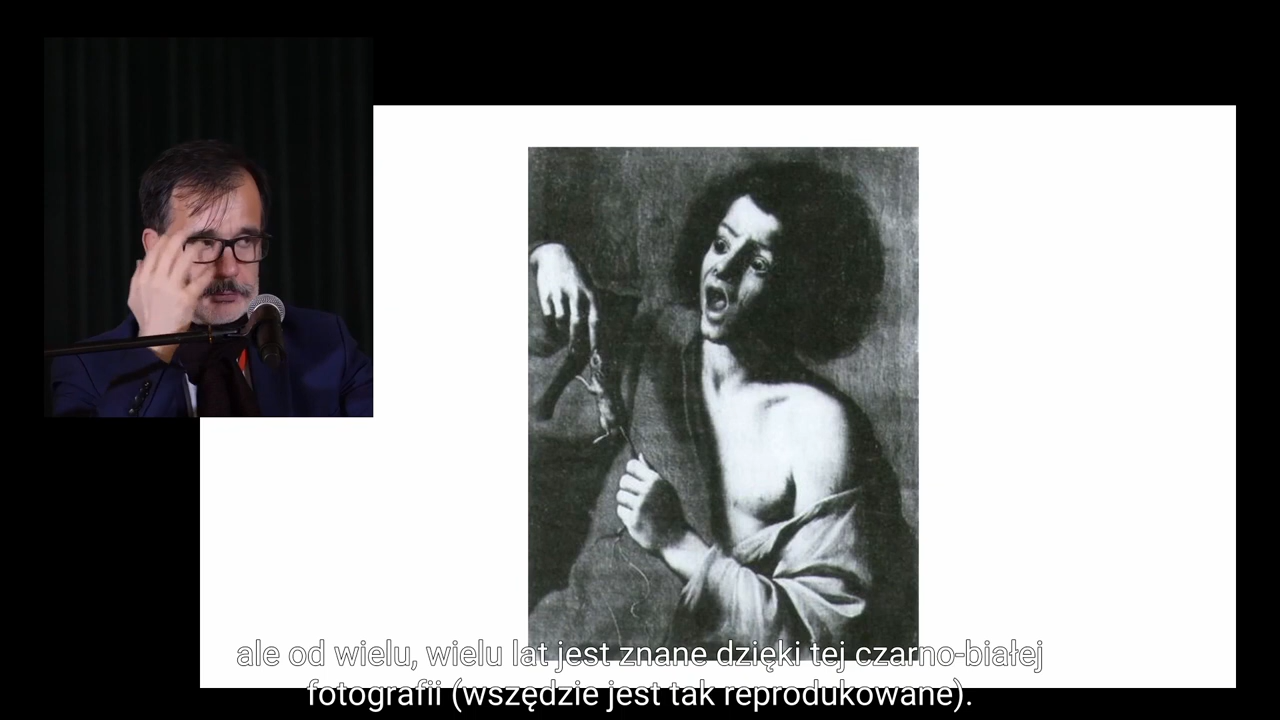 ale od wielu, wielu lat jest znane dzięki tej czarno-białej
fotografii (wszędzie jest tak reprodukowane).